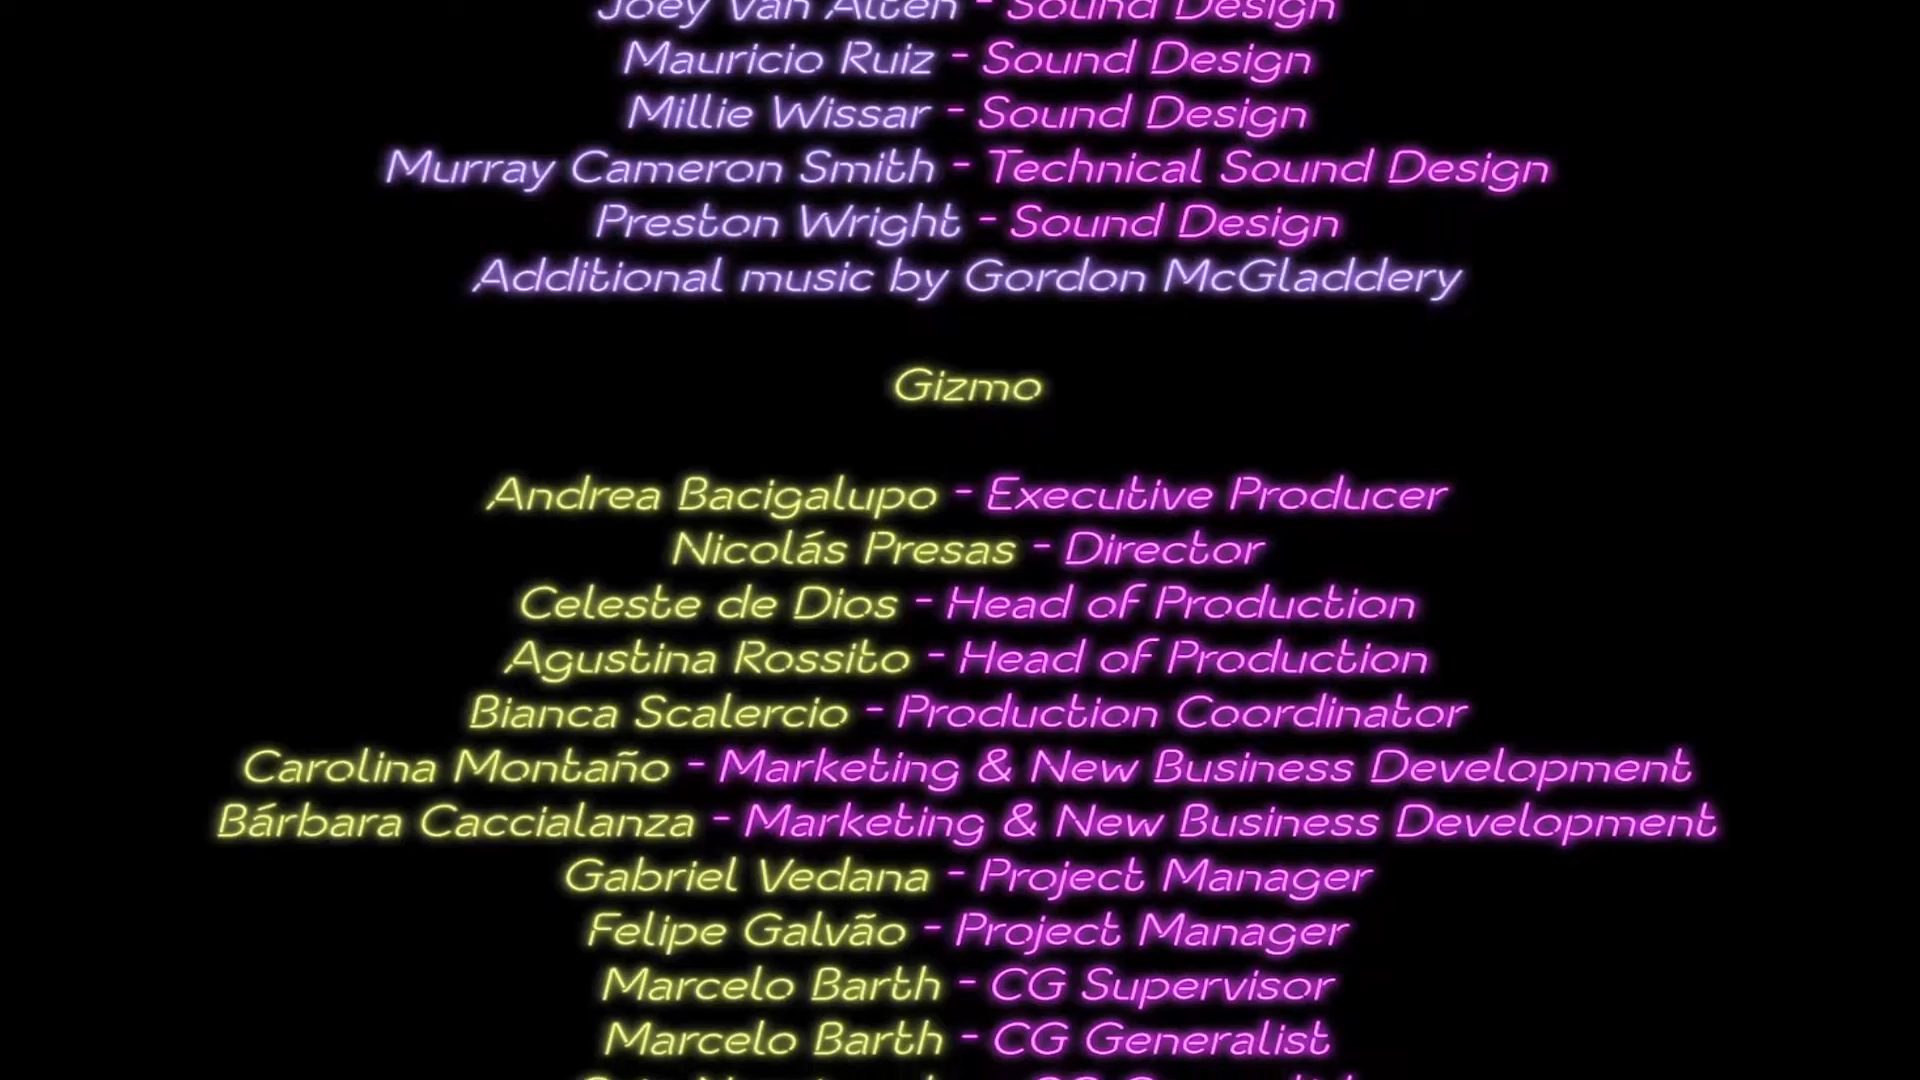 Joey Van Alten - Sound Design
Mauricio Ruiz - Sound Design
Millie Wissar - Sound Design
Murray Cameron Smith - Technical Sound Design
Preston Wright - Sound Design
Additional music by Gordon McGladdery
Gizmo
Andrea Bacigalupo - Executive Producer
Nicolás Presas - Director
Celeste de Dios - Head of Production
Agustina Rossito - Head of Production
Bianca Scalercio - Production Coordinator
Carolina Montaño - Marketing & New Business Development
Bárbara Caccialanza - Marketing & New Business Development
Gabriel Vedana - Project Manager
Felipe Galvão - Project Manager
Marcelo Barth - CG Supervisor
Marcelo Barth - CG Generalist